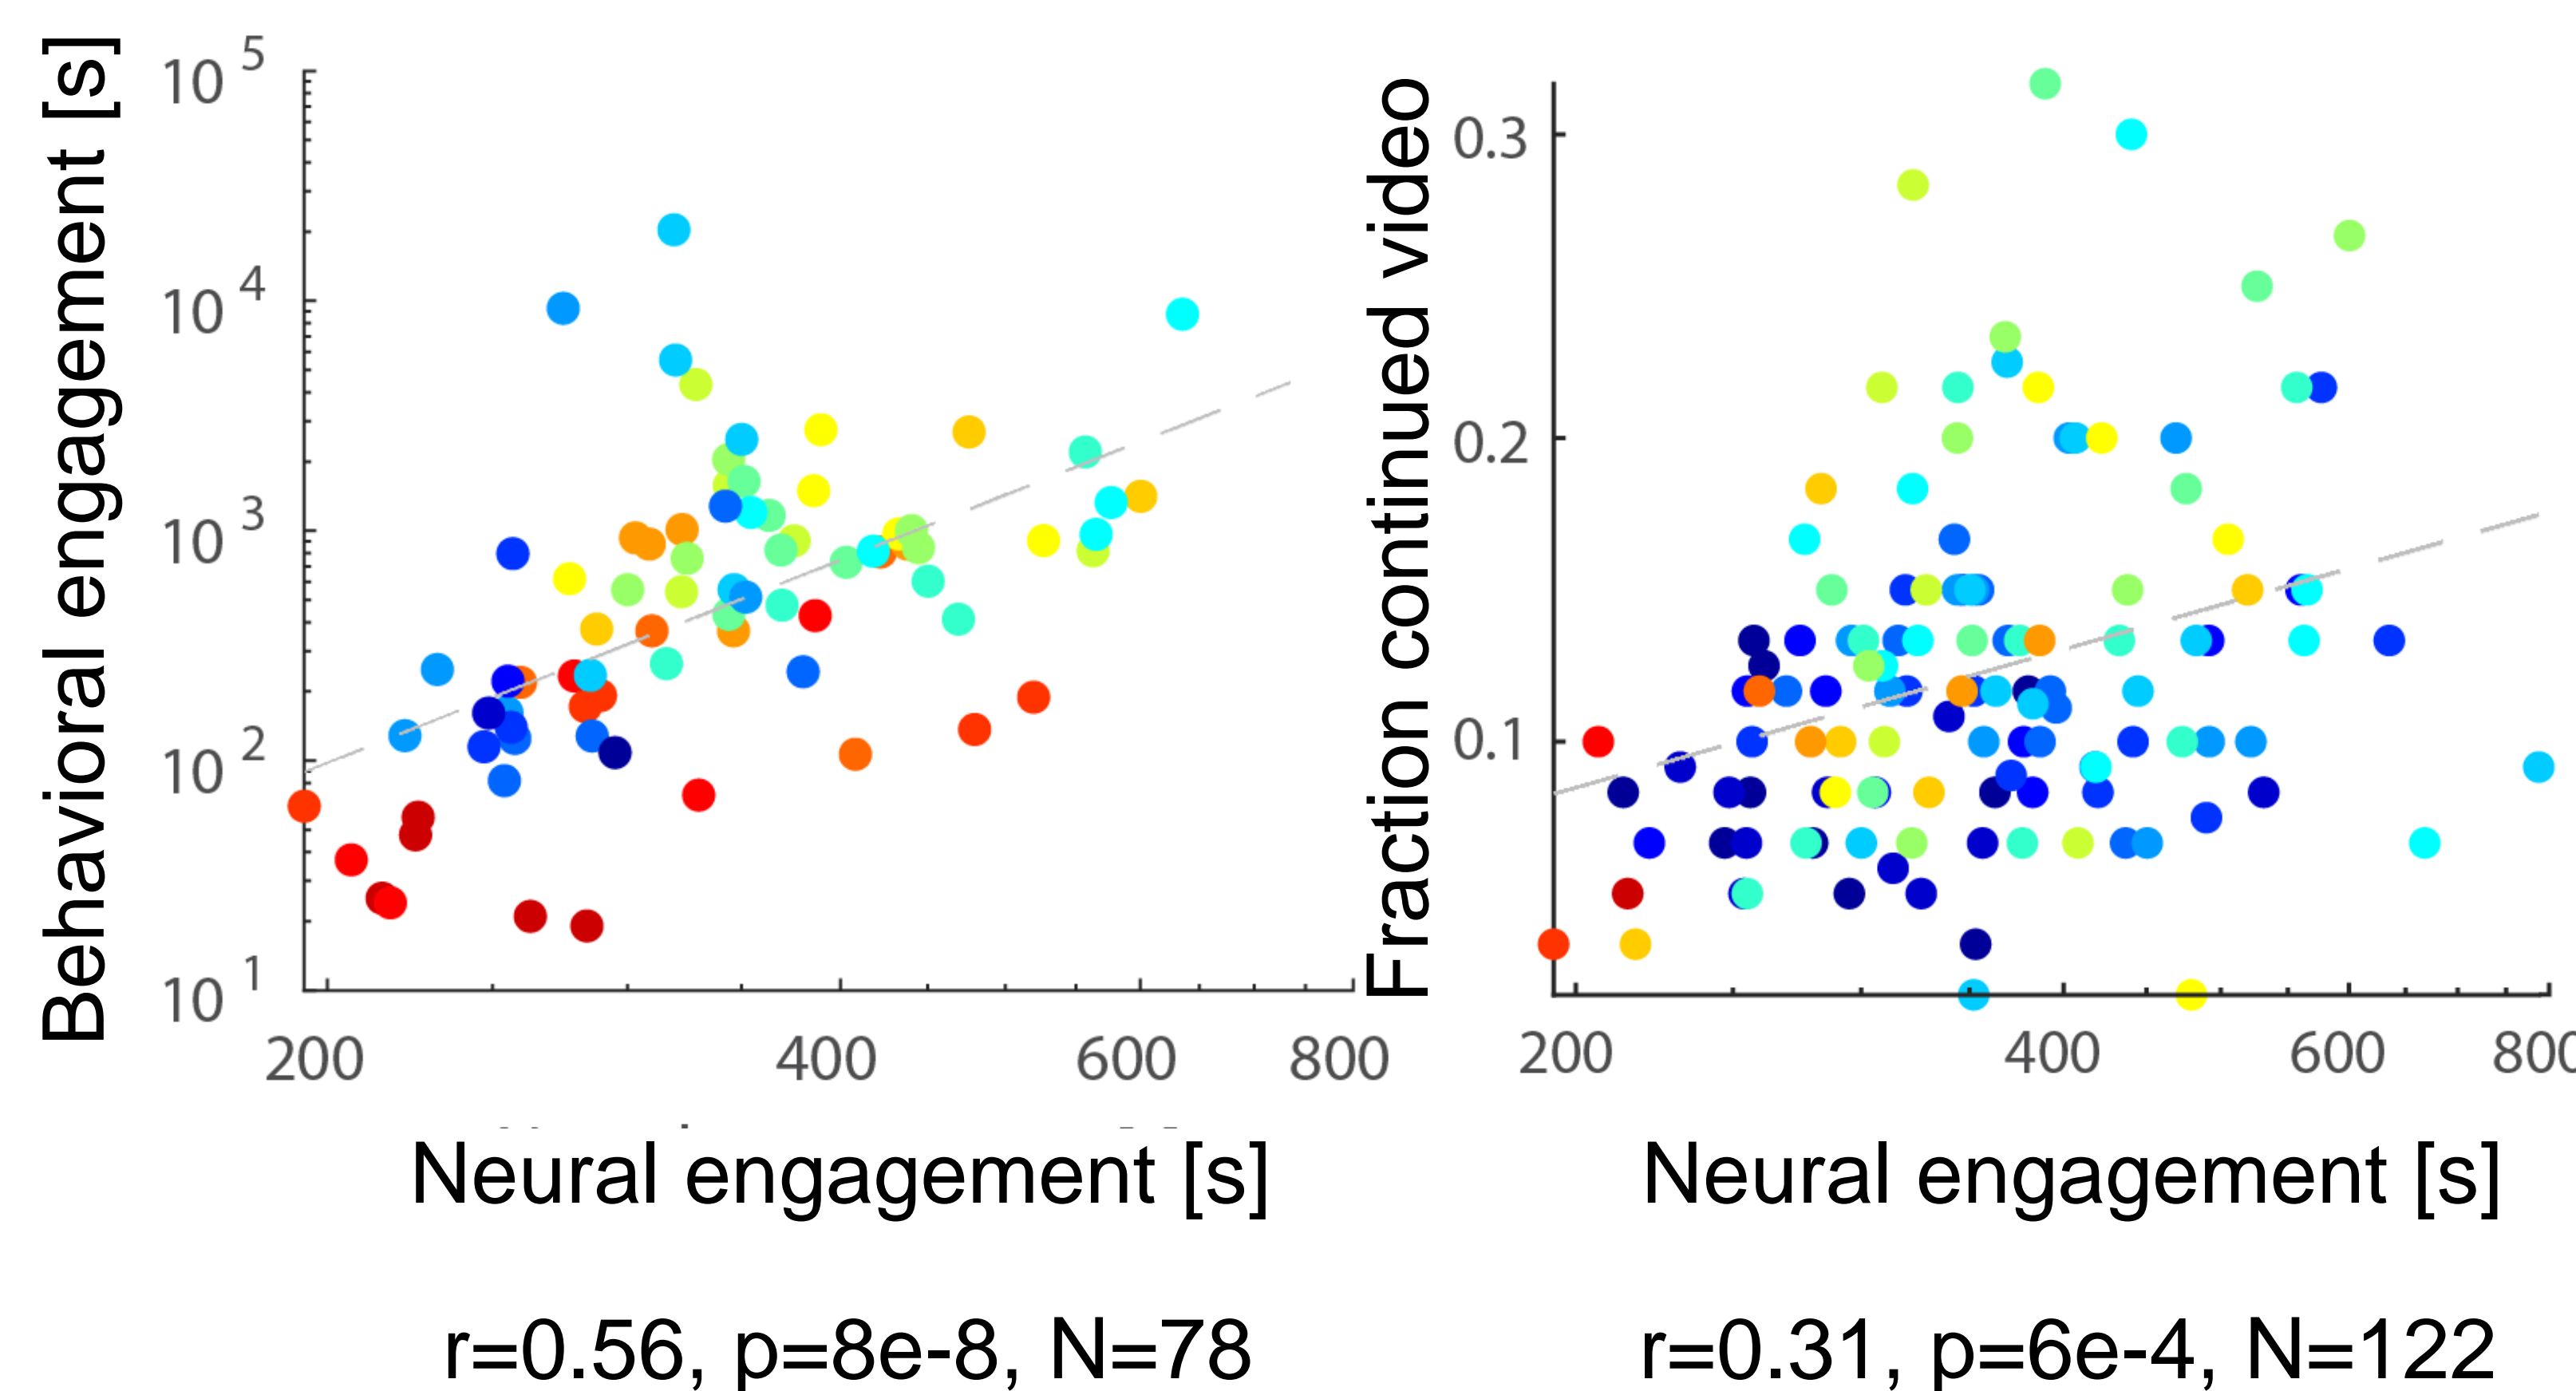 Behavioral engagement [s]
10 5
10 4
10 3
10 2
10 1
200 400 600 800
Neural engagement [s]
r=0.56, p=8e-8, N=78
Fraction continued video
0.3
0.2
0.1
200 400 600 800
Neural engagement [s]
r=0.31, p=6e-4, N=122